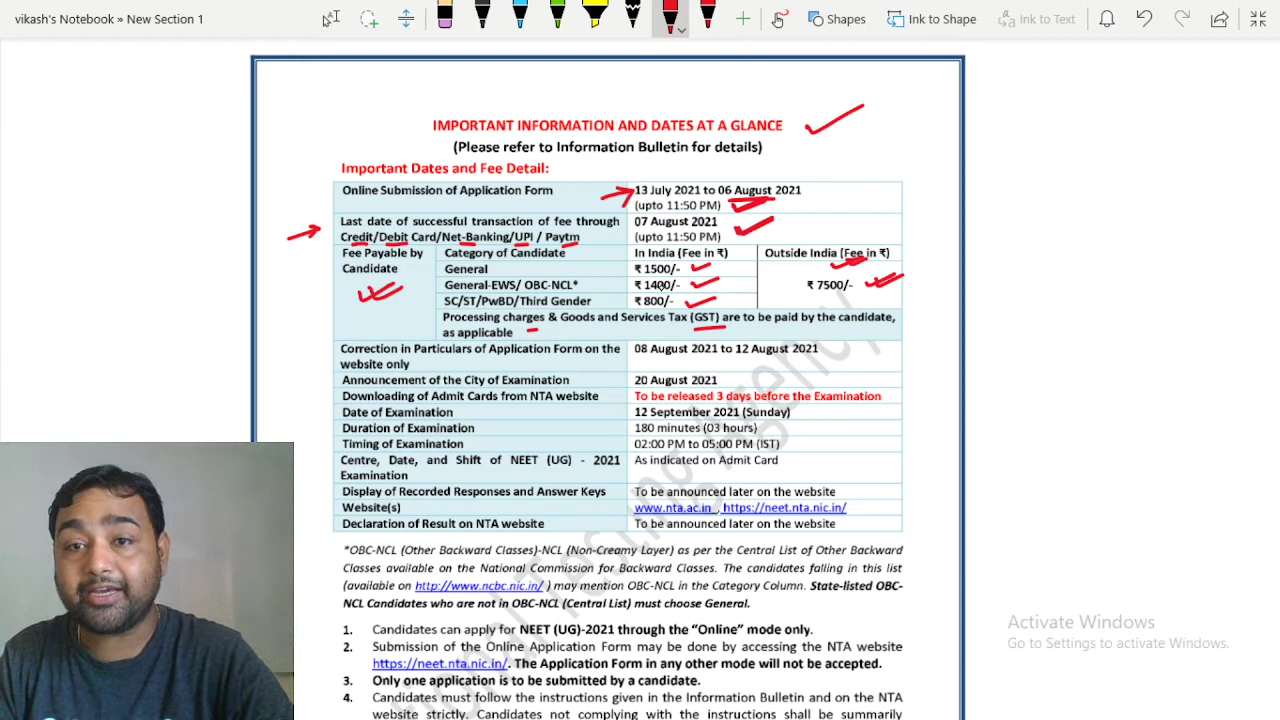 vikash's Notebook » New Section 1
Shapes
Ink to Shape
Ink to Text
IMPORTANT INFORMATION AND DATES AT A GLANCE
(Please refer to Information Bulletin for details)
Important Dates and Fee Detail:
Online Submission of Application Form
13 July 2021 to 06 August 2021
(upto 11:50 PM)
Last date of successful transaction of fee through
Credit/Debit Card/Net-Banking/UPI / Paytm
07 August 2021
(upto 11:50 PM)
Fee Payable by
Candidate
Category of Candidate
In India (Fee in ₹)
Outside India (Fee in ₹)
General
₹ 1500/-
General-EWS/ OBC-NCL*
₹ 1400/-
₹ 7500/-
SC/ST/PwBD/Third Gender
₹ 800/-
Processing charges & Goods and Services Tax (GST) are to be paid by the candidate,
as applicable
Correction in Particulars of Application Form on the
website only
08 August 2021 to 12 August 2021
Announcement of the City of Examination
20 August 2021
Downloading of Admit Cards from NTA website
To be released 3 days before the Examination
Date of Examination
12 September 2021 (Sunday)
Duration of Examination
180 minutes (03 hours)
Timing of Examination
02:00 PM to 05:00 PM (IST)
Centre, Date, and Shift of NEET (UG) - 2021
Examination
As indicated on Admit Card
Display of Recorded Responses and Answer Keys
To be announced later on the website
Website(s)
www.nta.ac.in , https://neet.nta.nic.in/
Declaration of Result on NTA website
To be announced later on the website
*OBC-NCL (Other Backward Classes)-NCL (Non-Creamy Layer) as per the Central List of Other Backward
Classes available on the National Commission for Backward Classes. The candidates falling in this list
(available on http://www.ncbc.nic.in/ ) may mention OBC-NCL in the Category Column. State-listed OBC-
NCL Candidates who are not in OBC-NCL (Central List) must choose General.
1. Candidates can apply for NEET (UG)-2021 through the “Online” mode only.
2. Submission of the Online Application Form may be done by accessing the NTA website
https://neet.nta.nic.in/. The Application Form in any other mode will not be accepted.
3. Only one application is to be submitted by a candidate.
4. Candidates must follow the instructions given in the Information Bulletin and on the NTA
website strictly. Candidates not complying with the instructions shall be summarily
Activate Windows
Go to Settings to activate Windows.